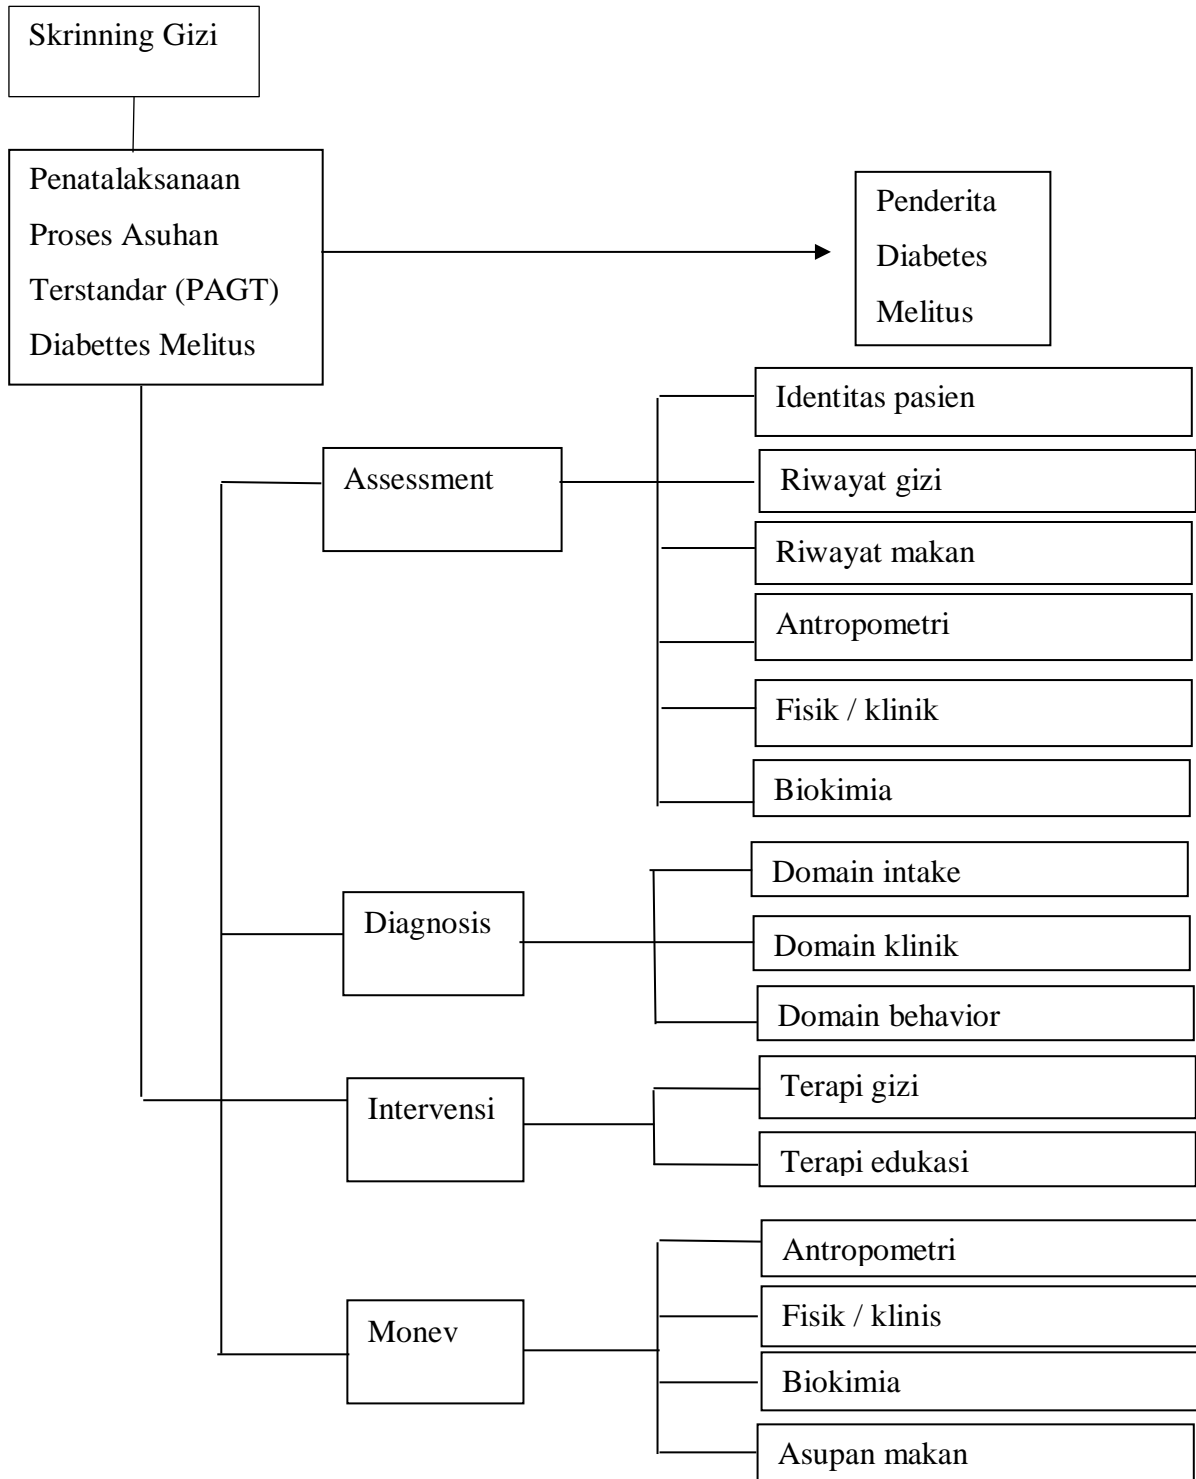 Skrinning Gizi
Penatalaksanaan
Proses Asuhan
Terstandar (PAGT)
Diabettes Melitus
Penderita
Diabetes
Melitus
Assessment
Identitas pasien
Riwayat gizi
Riwayat makan
Antropometri
Fisik / klinik
Biokimia
Diagnosis
Domain intake
Domain klinik
Domain behavior
Intervensi
Terapi gizi
Terapi edukasi
Monev
Antropometri
Fisik / klinis
Biokimia
Asupan makan